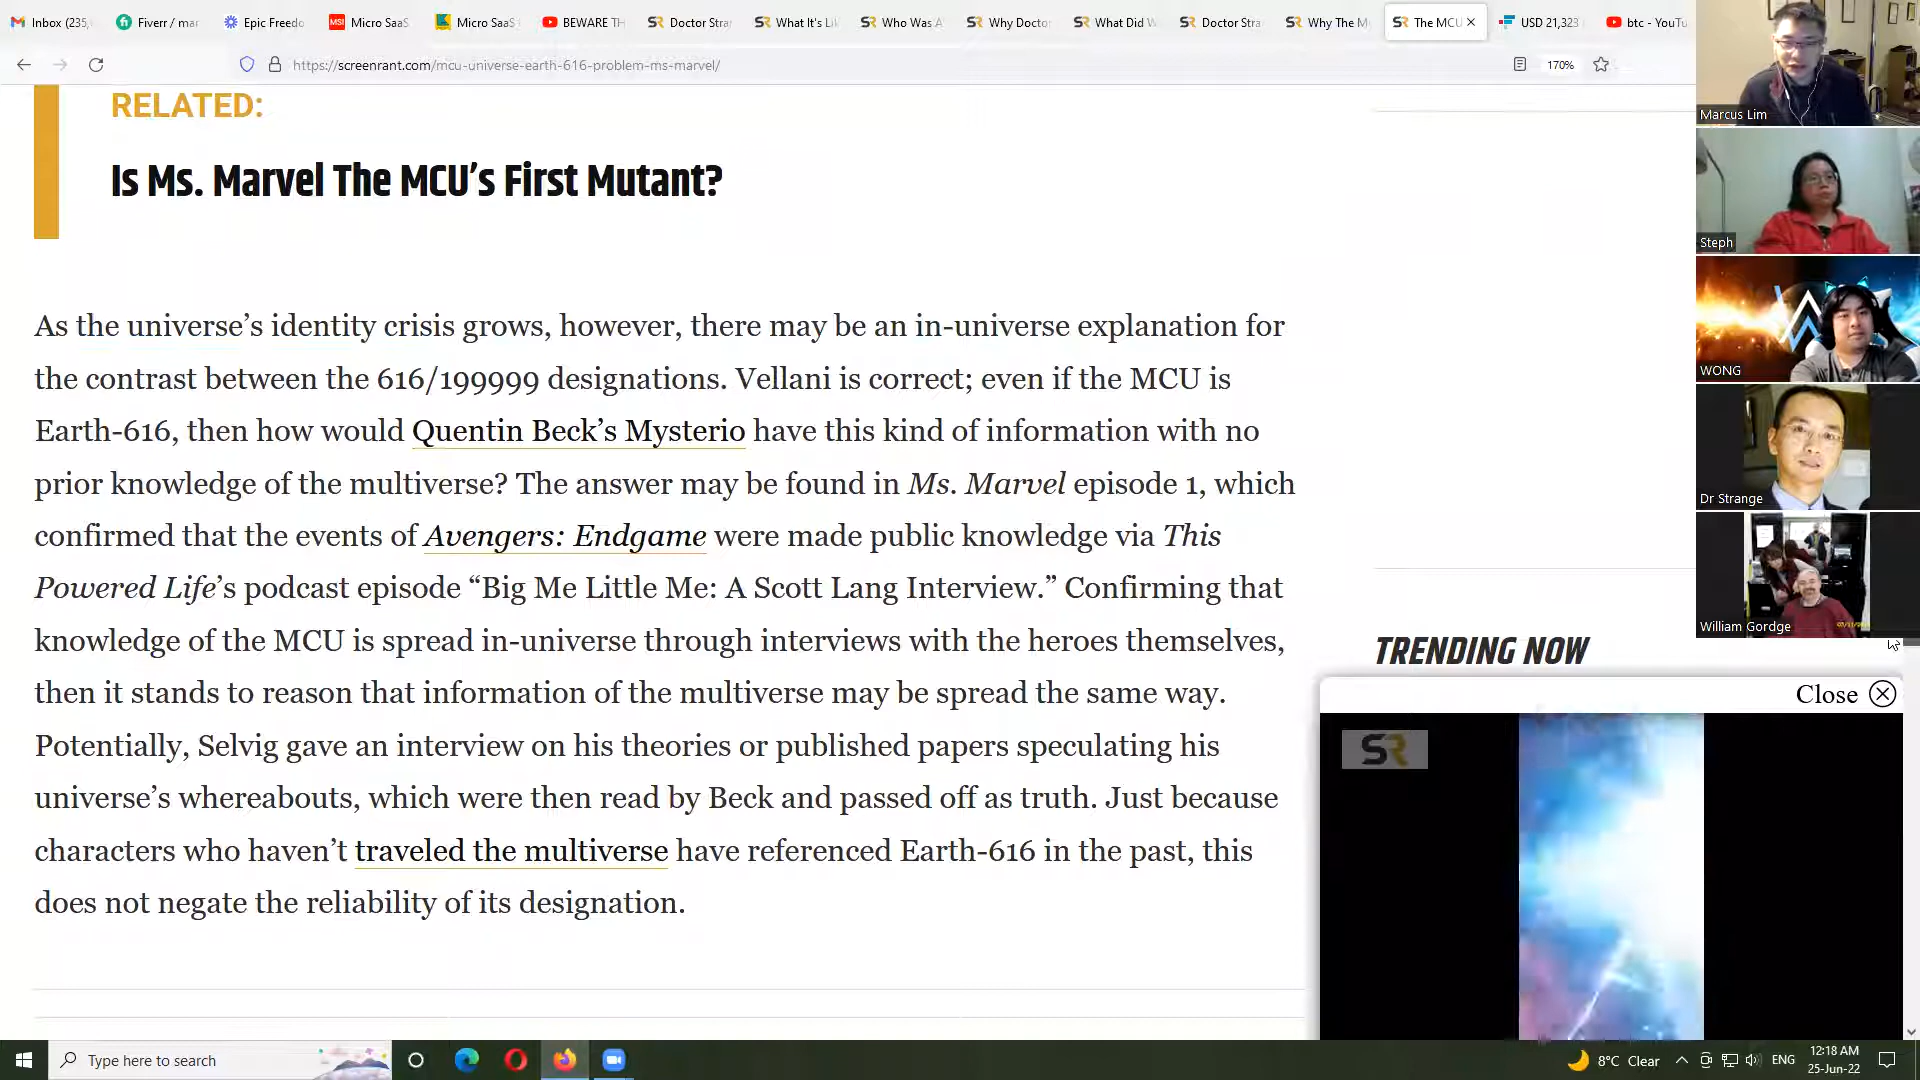 Inbox (235,
Fiverr / mar
Epic Freedo
Micro SaaS
Micro SaaS
BEWARE TH
Doctor Stra
What It's Li
Who Was A
Why Docto
What Did W
Doctor Stra
Why The M
The MCU
USD 21,323
btc - YouTu
https://screenrant.com/mcu-universe-earth-616-problem-ms-marvel/
170%
RELATED:
Is Ms. Marvel The MCU's First Mutant?
As the universe's identity crisis grows, however, there may be an in-universe explanation for
the contrast between the 616/199999 designations. Vellani is correct; even if the MCU is
Earth-616, then how would Quentin Beck's Mysterio have this kind of information with no
prior knowledge of the multiverse? The answer may be found in Ms. Marvel episode 1, which
confirmed that the events of Avengers: Endgame were made public knowledge via This
Powered Life's podcast episode “Big Me Little Me: A Scott Lang Interview.” Confirming that
knowledge of the MCU is spread in-universe through interviews with the heroes themselves,
then it stands to reason that information of the multiverse may be spread the same way.
Potentially, Selvig gave an interview on his theories or published papers speculating his
universe's whereabouts, which were then read by Beck and passed off as truth. Just because
characters who haven't traveled the multiverse have referenced Earth-616 in the past, this
does not negate the reliability of its designation.
TRENDING NOW
Close
SR
Marcus Lim
Steph
WONG
Dr Strange
William Gordge
Type here to search
8°C Clear
ENG
12:18 AM
25-Jun-22